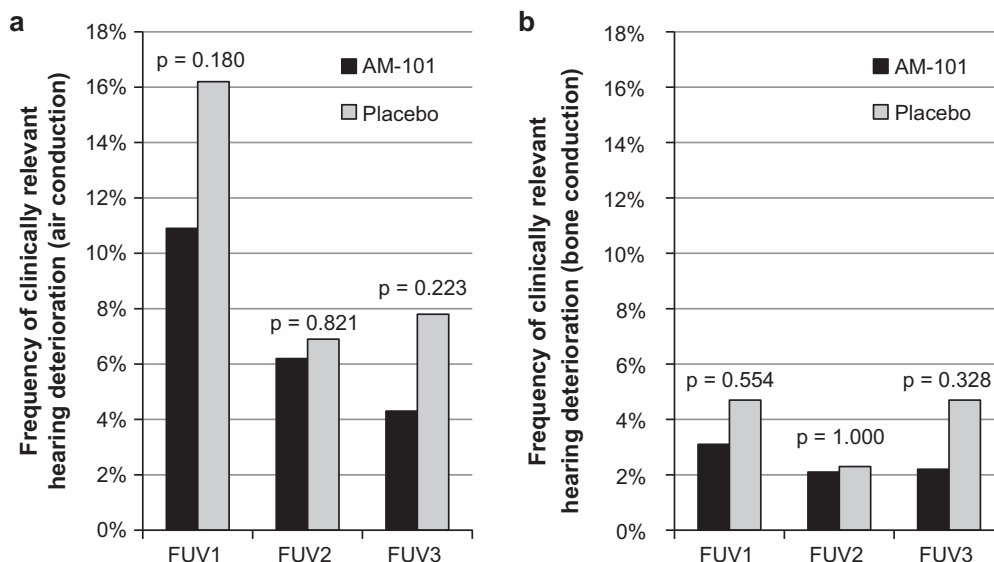 a
Frequency of clinically relevant
hearing deterioration (air conduction)
18%
16%
14%
12%
10%
8%
6%
4%
2%
0%
p = 0.180
p = 0.821
p = 0.223
AM-101
Placebo
FUV1
FUV2
FUV3
b
Frequency of clinically relevant
hearing deterioration (bone conduction)
18%
16%
14%
12%
10%
8%
6%
4%
2%
0%
p = 0.554
p = 1.000
p = 0.328
AM-101
Placebo
FUV1
FUV2
FUV3